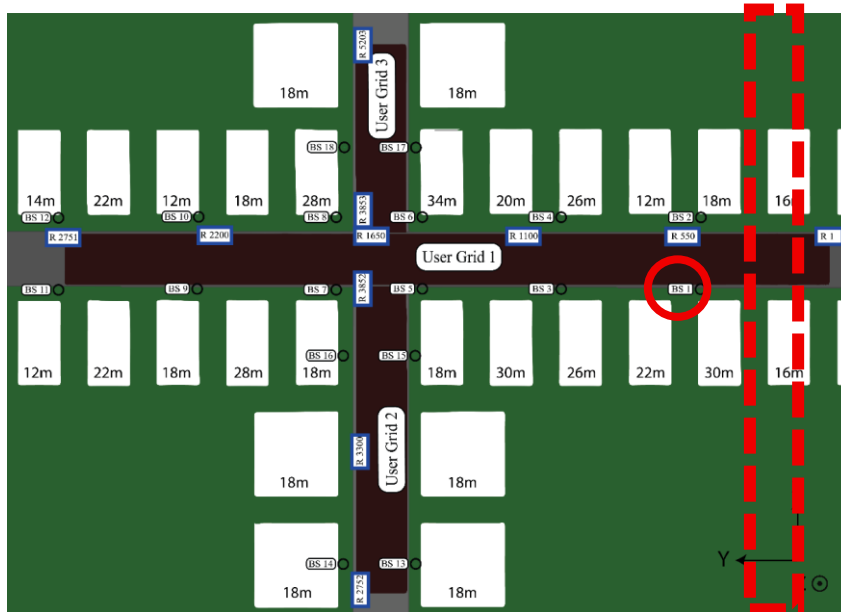 R 5203
User Grid 3
18m
18m
BS 18
BS 17
14m
22m
12m
18m
28m
34m
20m
26m
12m
18m
16m
BS 12
BS 10
BS 8
R 3853
BS 6
BS 4
BS 2
R 2751
R 2200
R 1650
R 1100
R 550
R 1
User Grid 1
BS 11
BS 9
BS 7
R 3852
BS 5
BS 3
BS 1
BS 16
BS 15
12m
22m
18m
28m
18m
18m
30m
26m
22m
30m
16m
User Grid 2
R 3300
18m
18m
BS 14
BS 13
Y
R 2752
18m
18m